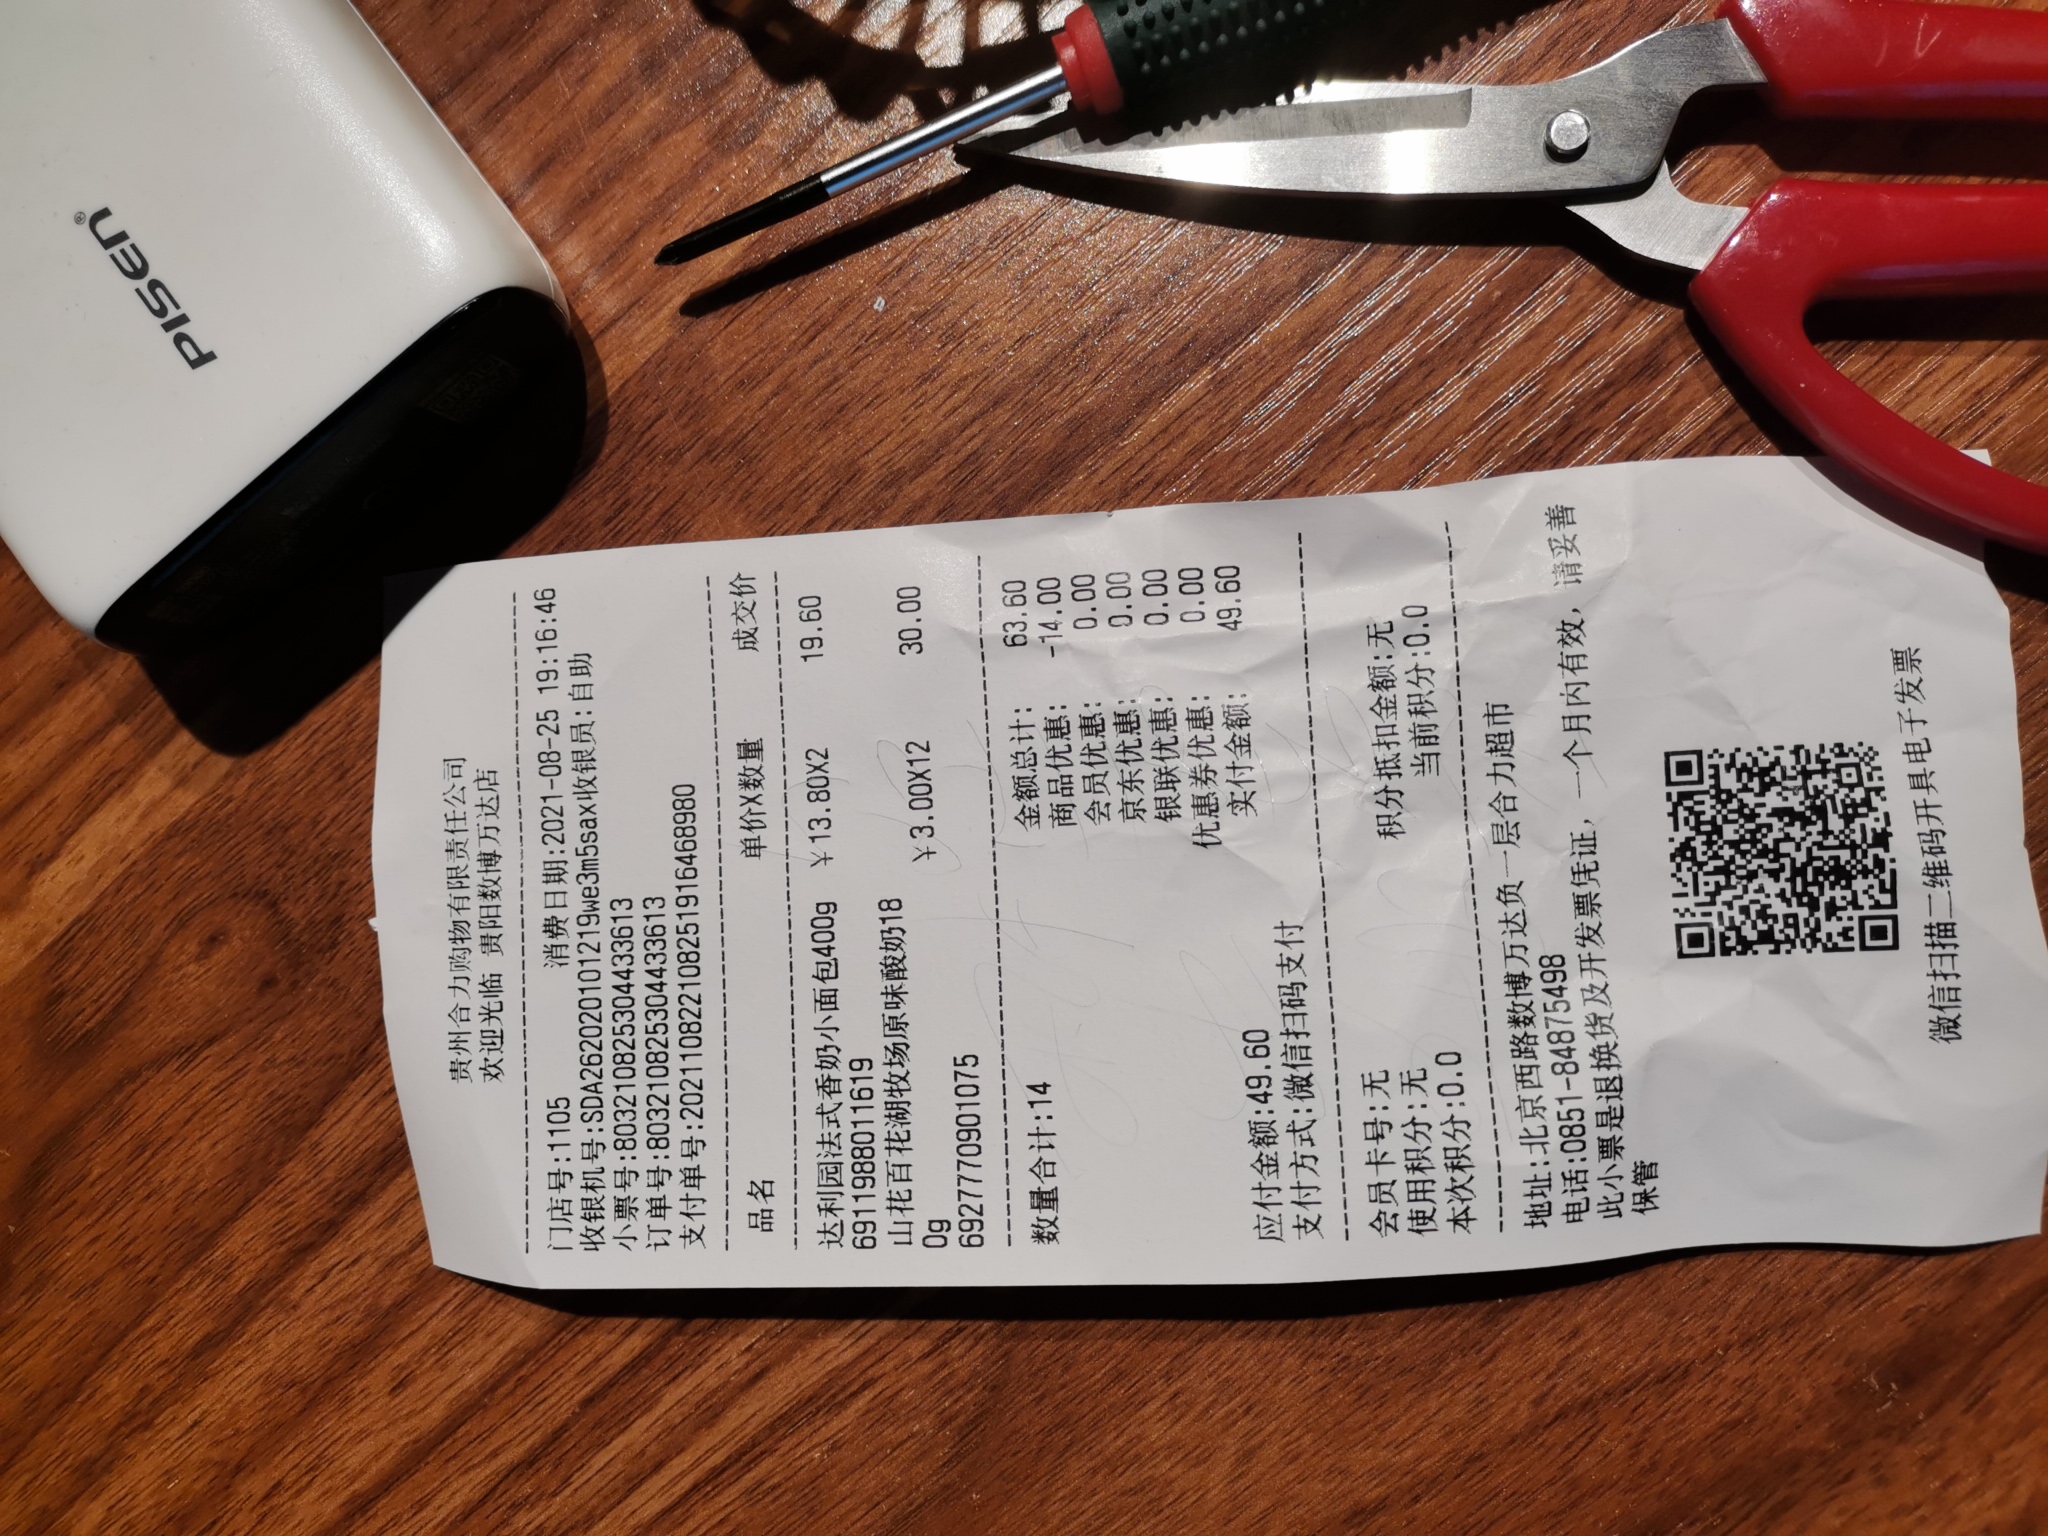 PISEN®
贵州合力购物有限责任公司
欢迎光临 贵阳数博万达店
门店号:1105 消费日期:2021-08-25 19:16:46
收银机号:SDA262020101219we3m5sax收银员:自助
小票号:80321082530443613
订单号:80321082530443613
支付单号:2021108221082519164689​80
品名 单价X数量 成交价
达利园法式香奶小面包400g ￥13.80X2 19.60
6911988011619
山花百花湖牧场原味酸奶18 ￥3.00X12 30.00
0g
6927770901075
数量合计:14 金额总计: 63.60
商品优惠: -14.00
会员优惠: 0.00
京东优惠: 0.00
银联优惠: 0.00
优惠券优惠: 0.00
实付金额: 49.60
应付金额:49.60
支付方式:微信扫码支付
会员卡号:无 积分抵扣金额:无
使用积分:无 当前积分:0.0
本次积分:0.0
地址:北京西路数博万达负一层合力超市
电话:0851-84875498
此小票是退换货及开发票凭证，一个月内有效，请妥善
保管
微信扫描二维码开具电子发票